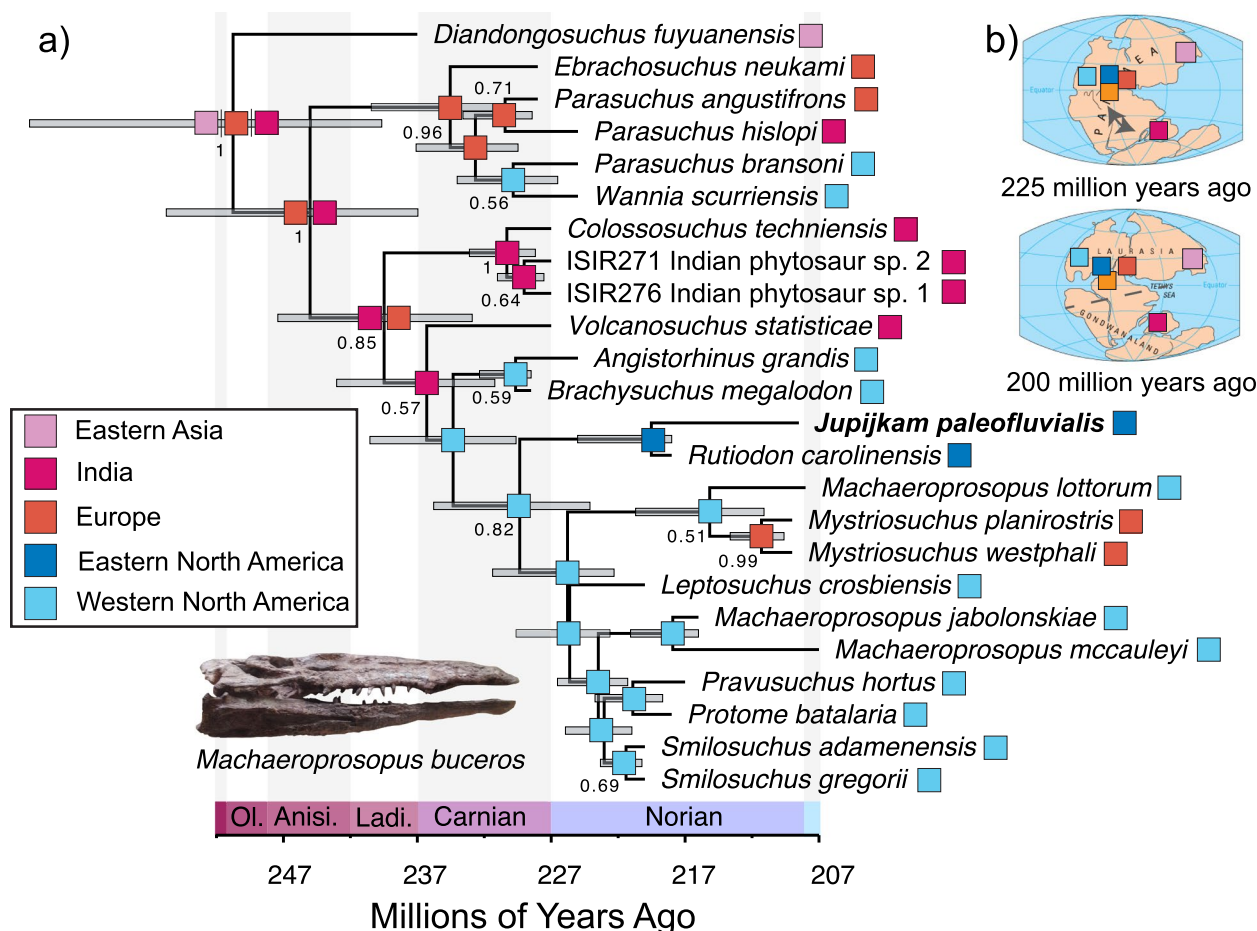 a)
Diandongosuchus fuyuanensis
Ebrachosuchus neukami
0.71
Parasuchus angustifrons
0.96
Parasuchus hislopi
1
Parasuchus bransoni
0.56
Wannia scurriensis
Colossosuchus techniensis
1
1
ISIR271 Indian phytosaur sp. 2
0.64
ISIR276 Indian phytosaur sp. 1
Volcanosuchus statisticae
0.85
Angistorhinus grandis
0.59
Brachysuchus megalodon
0.57
Jupijkam paleofluvialis
Rutiodon carolinensis
Machaeroprosopus lottorum
0.82
Mystriosuchus planirostris
0.51
Mystriosuchus westphali
0.99
Leptosuchus crosbiensis
Machaeroprosopus jabolonskiae
Machaeroprosopus mccauleyi
Pravusuchus hortus
Protome batalaria
Smilosuchus adamenensis
0.69
Smilosuchus gregorii
Eastern Asia
India
Europe
Eastern North America
Western North America
Machaeroprosopus buceros
Ol. Anisi. Ladi. Carnian Norian
247 237 227 217 207
Millions of Years Ago
b)
PANGAEA
Equator
225 million years ago
LAURASIA
TETHYS
SEA
Equator
GONDWANALAND
200 million years ago